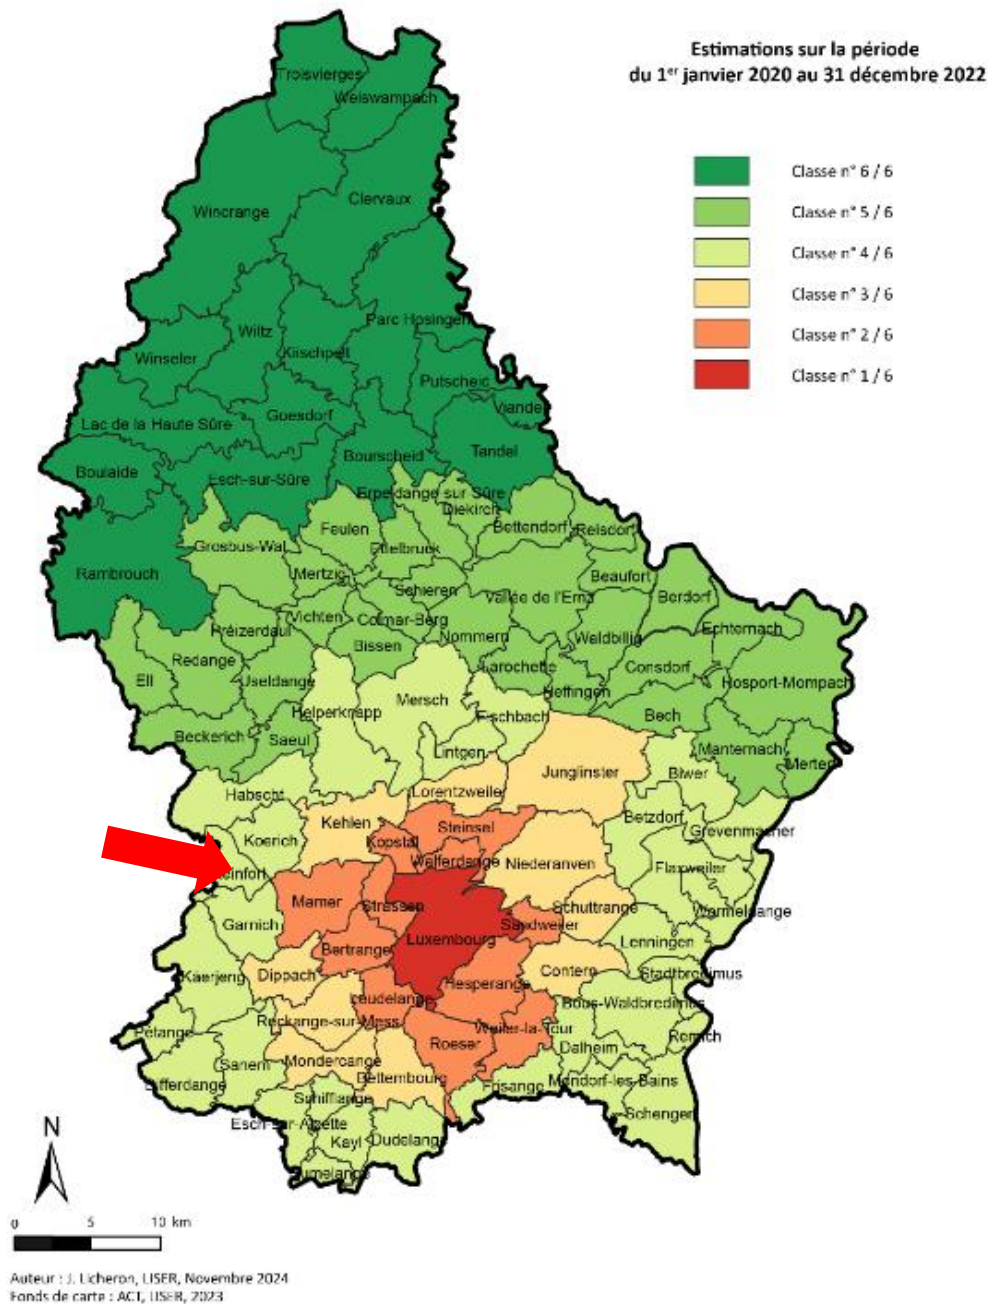 Estimations sur la période
du 1er janvier 2020 au 31 décembre 2022
Classe n° 6 / 6
Classe n° 5 / 6
Classe n° 4 / 6
Classe n° 3 / 6
Classe n° 2 / 6
Classe n° 1 / 6
Troisvierges
Weiswampach
Clervaux
Wincrange
Parc Hosingen
Wiltz
Kiischpelt
Winseler
Putscheid
Viande
Goesdorf
Lac de la Haute Sûre
Tandel
Bourscheid
Boulaide
Esch-sur-Sûre
Erpeldange sur Sûre
Diekirch
Bettendorf
Reisdorf
Feulen
Grosbus-Wal
Ettelbruck
Mertzig
Rambrouch
Beaufort
Schieren
Vallée de l'Ernz
Berdorf
Vichten
Colmar-Berg
Préizerdaul
Nommern
Waldbillig
Echternach
Bissen
Redange
Larochette
Consdorf
Ell
Useldange
Rosport-Mompach
Heffingen
Mersch
Helperknapp
Fischbach
Bech
Beckerich
Saeul
Lintgen
Manternach
Merter
Junglinster
Biwer
Habscht
Lorentzweile
Kehlen
Betzdorf
Steinsel
Grevenmacher
Koerich
Kopstal
Walferdange
Niederanven
Flaxweiler
einfort
Mamer
Strassen
Schuttrange
Wormeldange
Garnich
Sandweiler
Luxembourg
Lenningen
Bertrange
Dippach
Contern
Stadtbredimus
Kaerjeng
Hesperange
Leudelange
Bous-Waldbredimus
Reckange-sur-Mess
Weiler-la-Tour
Pétange
Remich
Roeser
Dalheim
Mondercange
Sanem
Bettembourg
Differdange
Frisange
Mondorf-les-Bains
Schifflange
Schengen
Esch-sur-Alzette
Kayl
Dudelang
Rumelange
N
0 5 10 km
Auteur : J. Licheron, LISER, Novembre 2024
Fonds de carte : ACT, LISER, 2023